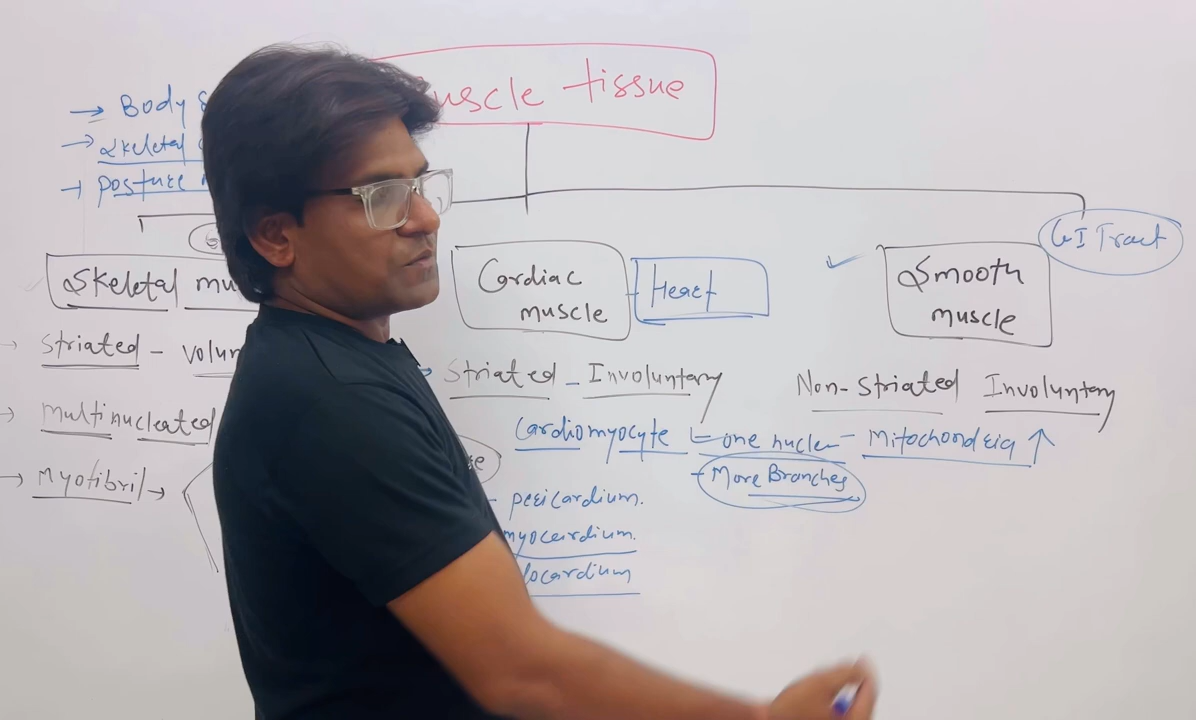 muscle tissue
→ Body
→ Skeletal
→ Posture
Skeletal mu
Cardiac
muscle
Heart
Smooth
muscle
GI Tract
→ Striated - volun
→ multinucleated
→ Myofibril →
Striated - Involuntary
Cardiomyocyte one nuclei - Mitochondria ↑
More Branches
- pericardium.
myocardium.
docardium
Non-striated Involuntary